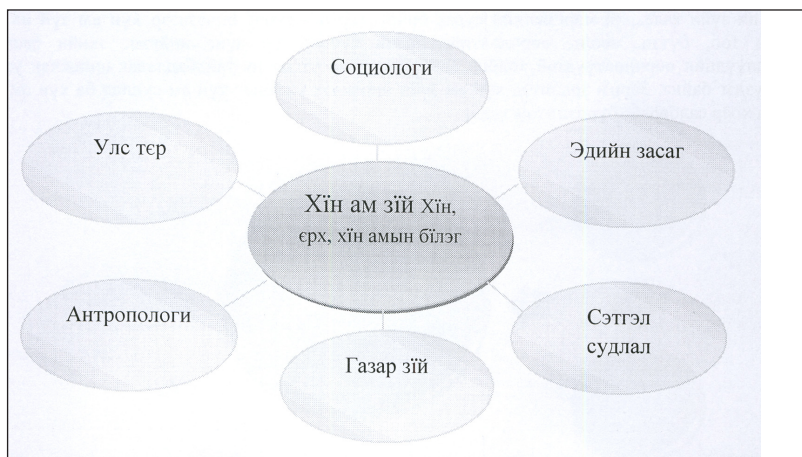 Социологи
Улс тєр
Эдийн засаг
Хїн ам зїй Хїн,
єрх, хїн амын бїлэг
Антропологи
Сэтгэл
судлал
Газар зїй